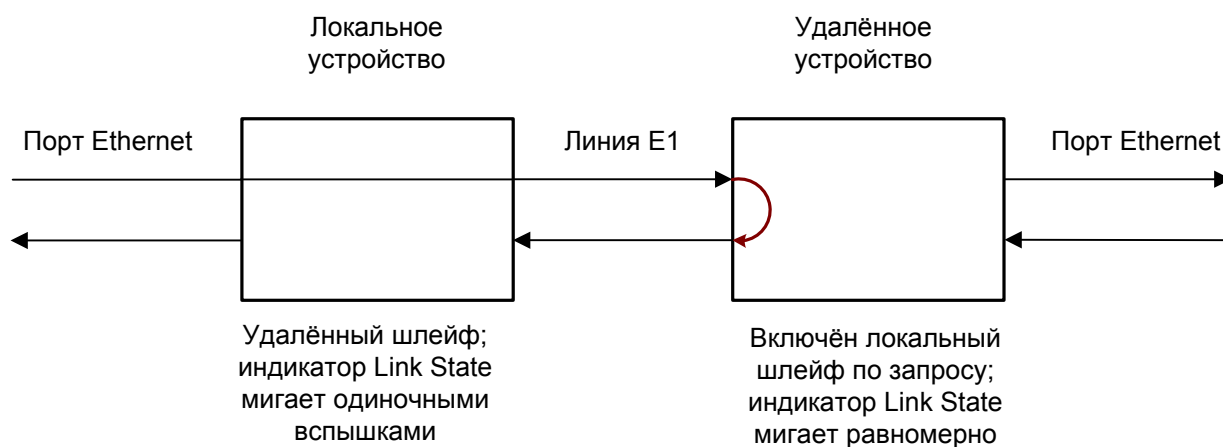 Локальное
устройство
Удалённое
устройство
Порт Ethernet
Линия E1
Порт Ethernet
Удалённый шлейф;
индикатор Link State
мигает одиночными
вспышками
Включён локальный
шлейф по запросу;
индикатор Link State
мигает равномерно